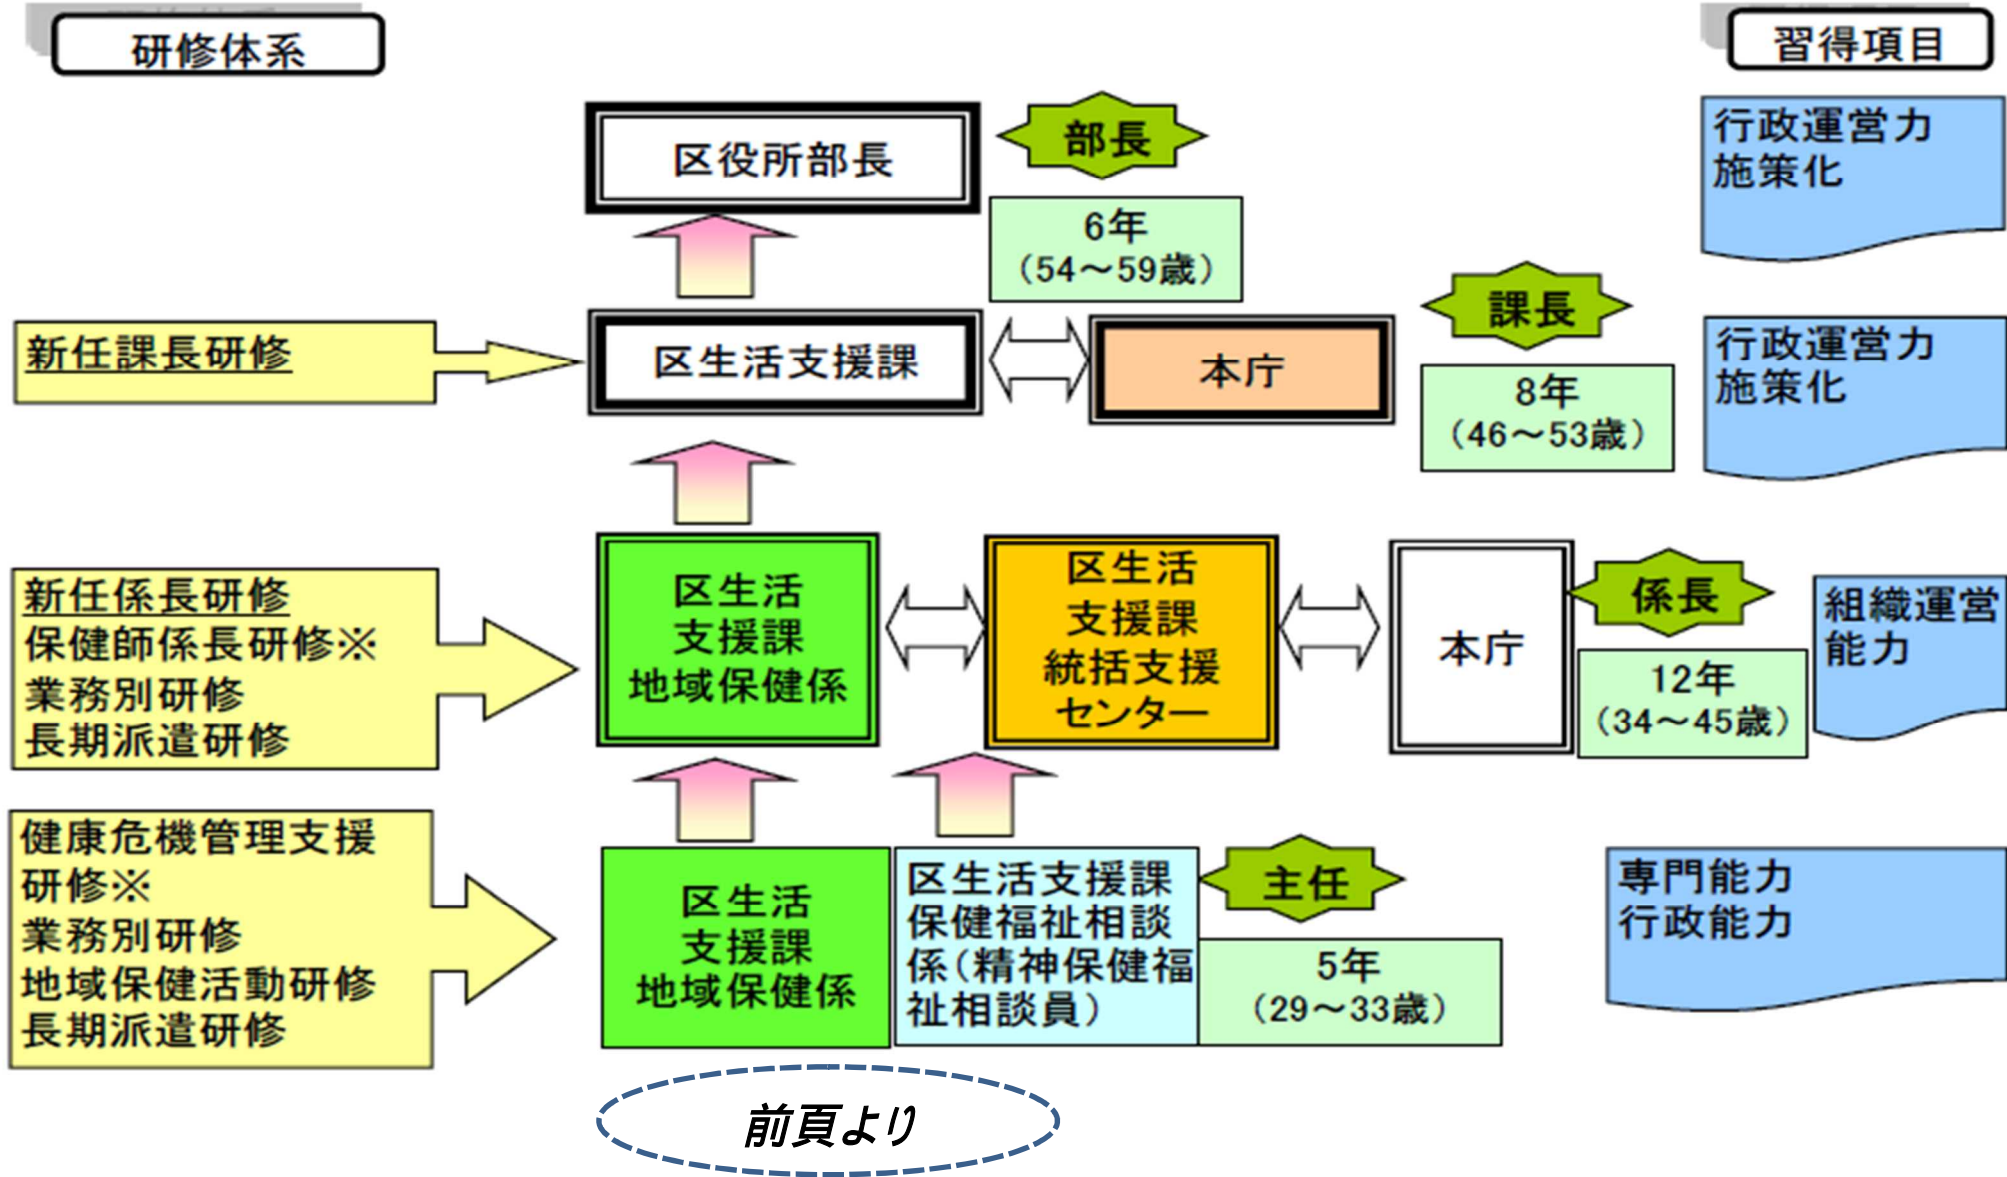 研修体系
習得項目
区役所部長
部長
6年
（54～59歳）
行政運営力
施策化
新任課長研修
区生活支援課
本庁
課長
8年
（46～53歳）
行政運営力
施策化
新任係長研修
保健師係長研修※
業務別研修
長期派遣研修
区生活
支援課
地域保健係
区生活
支援課
統括支援
センター
本庁
係長
12年
（34～45歳）
組織運営
能力
健康危機管理支援
研修※
業務別研修
地域保健活動研修
長期派遣研修
区生活
支援課
地域保健係
区生活支援課
保健福祉相談
係（精神保健福
祉相談員）
主任
5年
（29～33歳）
専門能力
行政能力
前頁より